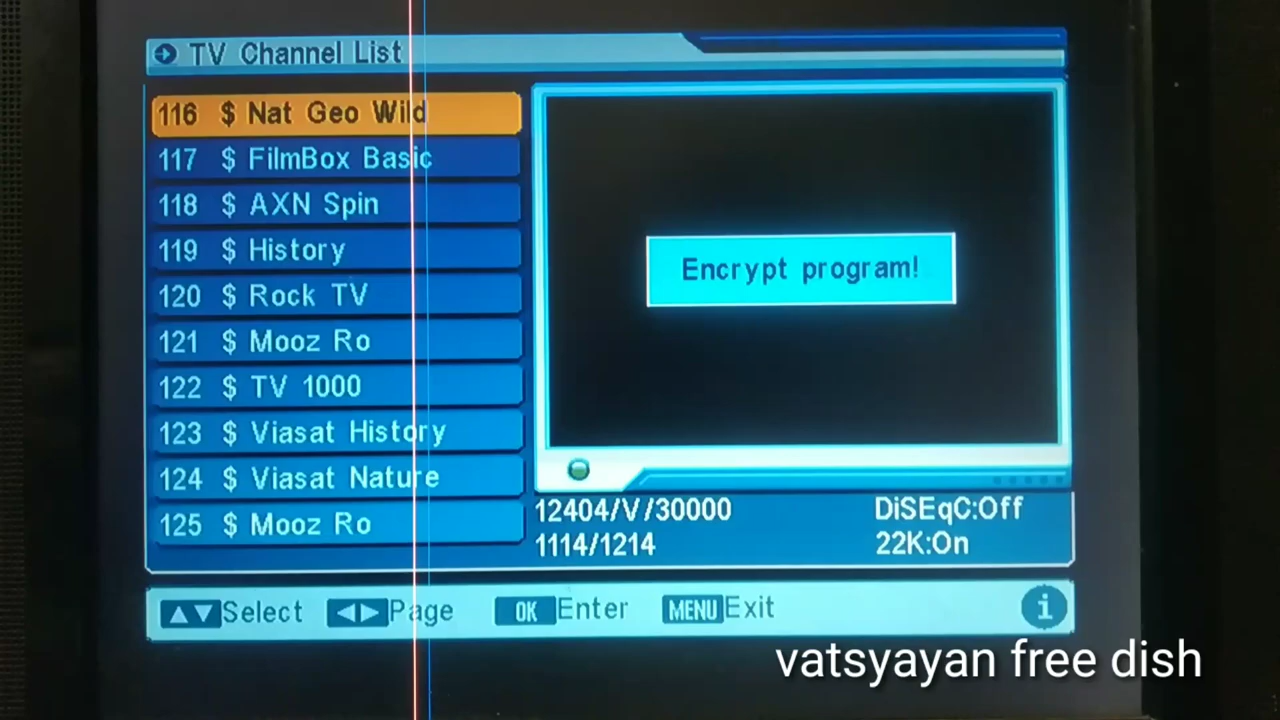 TV Channel List
116 $ Nat Geo Wild
117 $ FilmBox Basic
118 $ AXN Spin
119 $ History
120 $ Rock TV
121 $ Mooz Ro
122 $ TV 1000
123 $ Viasat History
124 $ Viasat Nature
125 $ Mooz Ro
Encrypt program!
12404/V/30000 DiSEqC:Off
1114/1214 22K:On
▲▼Select ◀▶Page OK Enter MENU Exit i
vatsyayan free dish